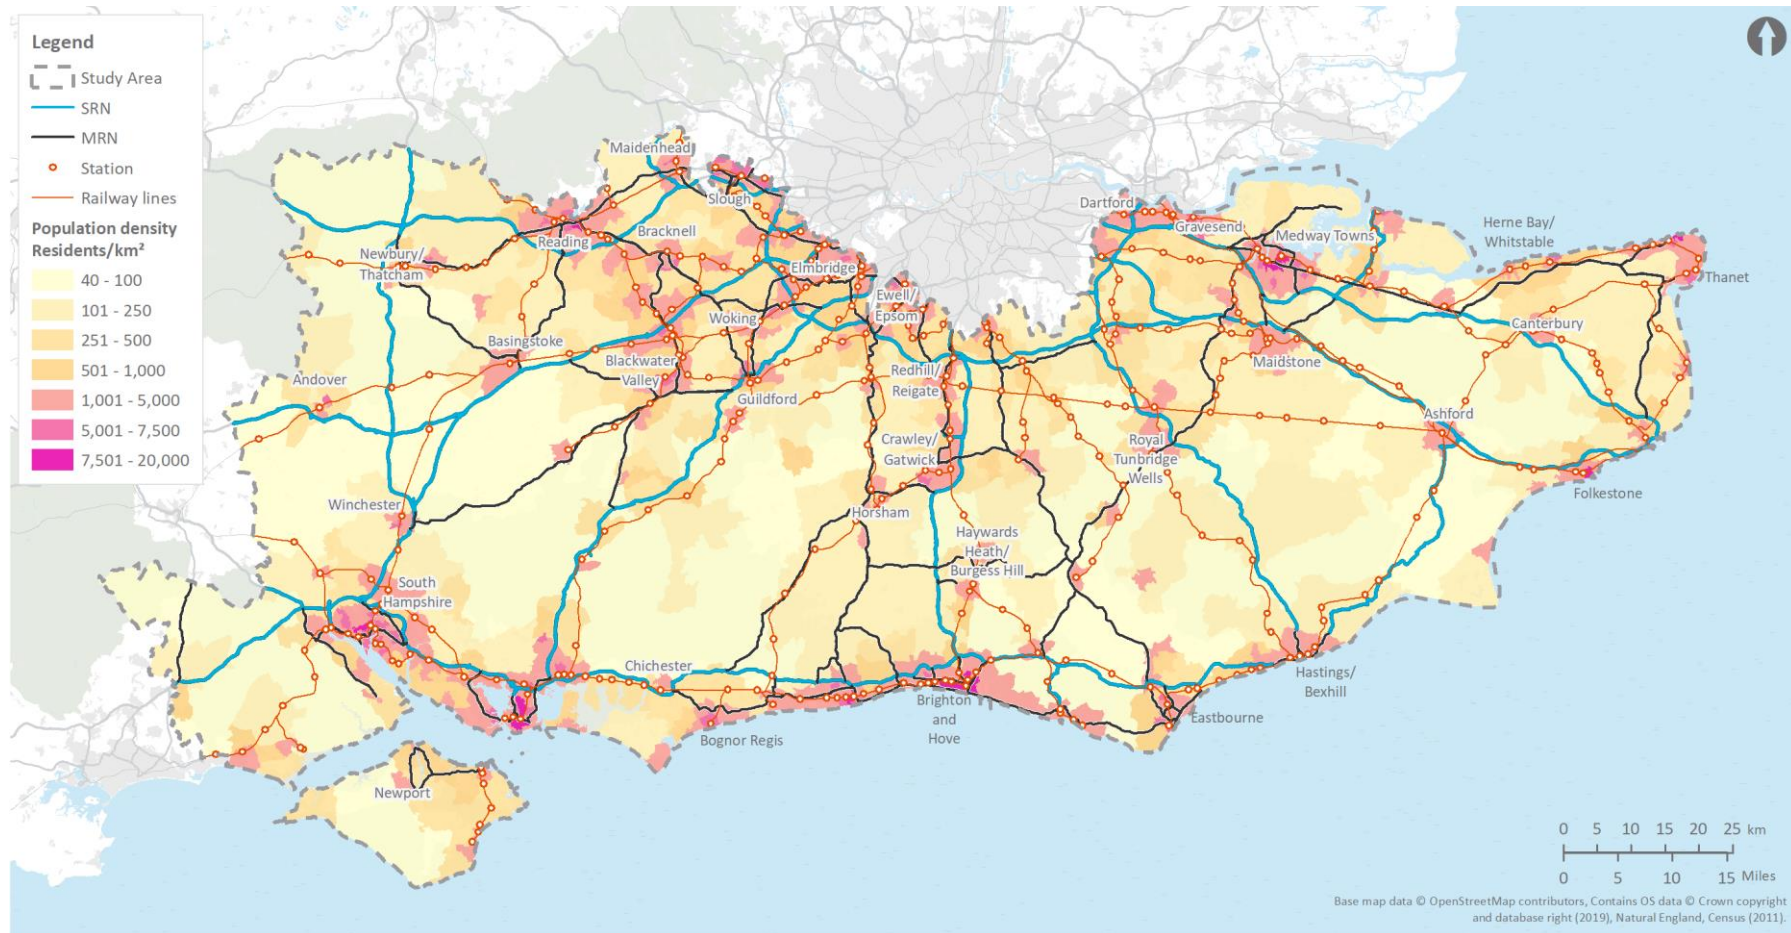 Legend
Study Area
SRN
MRN
Station
Railway lines
Population density
Residents/km²
40 - 100
101 - 250
251 - 500
501 - 1,000
1,001 - 5,000
5,001 - 7,500
7,501 - 20,000
Maidenhead
Slough
Dartford
Gravesend
Medway Towns
Herne Bay/
Whitstable
Thanet
Newbury/
Thatcham
Reading
Bracknell
Elmbridge
Ewell/
Epsom
Woking
Canterbury
Basingstoke
Blackwater
Valley
Andover
Guildford
Redhill/
Reigate
Maidstone
Ashford
Crawley/
Gatwick
Royal
Tunbridge
Wells
Folkestone
Winchester
Horsham
Haywards
Heath/
Burgess Hill
South
Hampshire
Chichester
Bognor Regis
Brighton
and
Hove
Eastbourne
Hastings/
Bexhill
Newport
0 5 10 15 20 25 km
0 5 10 15 Miles
Base map data © OpenStreetMap contributors, Contains OS data © Crown copyright
and database right (2019), Natural England, Census (2011).